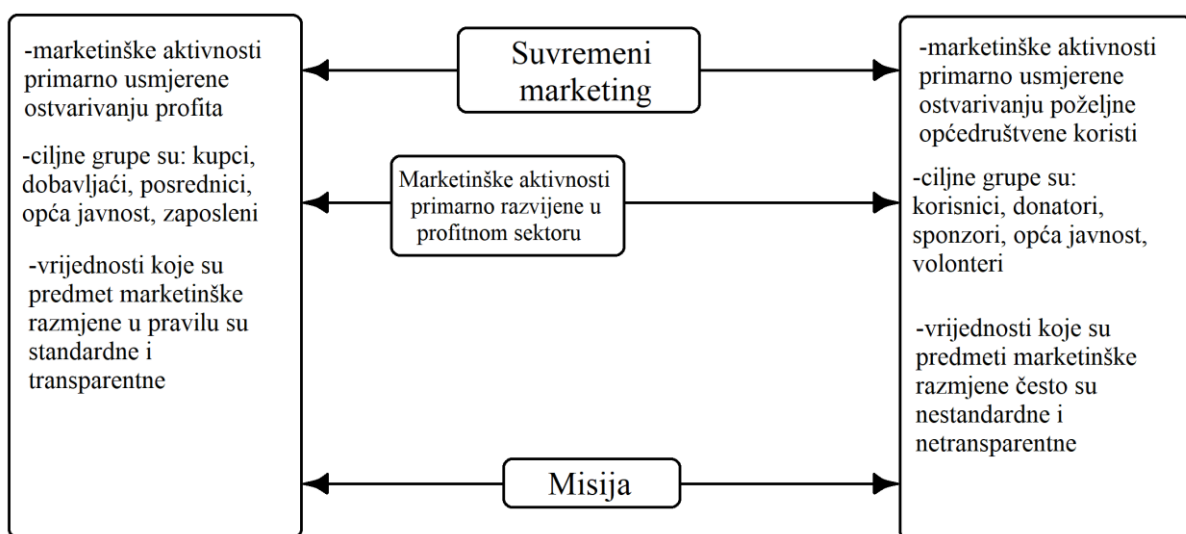 -marketinške aktivnosti
primarno usmjerene
ostvarivanju profita
-ciljne grupe su: kupci,
dobavljaći, posrednici,
opća javnost, zaposleni
-vrijednosti koje su
predmet marketinške
razmjene u pravilu su
standardne i
transparentne
Suvremeni
marketing
Marketinške aktivnosti
primarno razvijene u
profitnom sektoru
Misija
-marketinške aktivnosti
primarno usmjerene
ostvarivanju poželjne
općedruštvene koristi
-ciljne grupe su:
korisnici, donatori,
sponzori, opća javnost,
volonteri
-vrijednosti koje su
predmeti marketinške
razmjene često su
nestandardne i
netransparentne